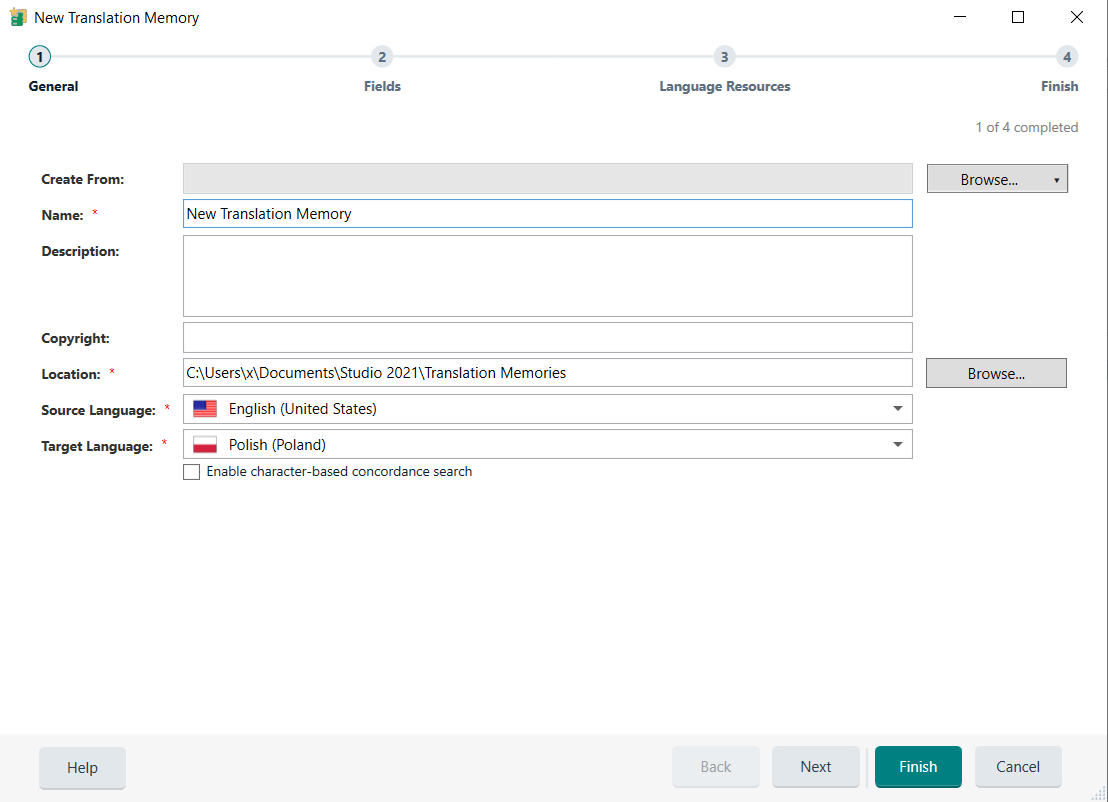 New Translation Memory
1 2 3 4
General Fields Language Resources Finish
1 of 4 completed
Create From: Browse...
Name: * New Translation Memory
Description:
Copyright:
Location: * C:\Users\x\Documents\Studio 2021\Translation Memories Browse...
Source Language: * English (United States)
Target Language: * Polish (Poland)
Enable character-based concordance search
Help Back Next Finish Cancel